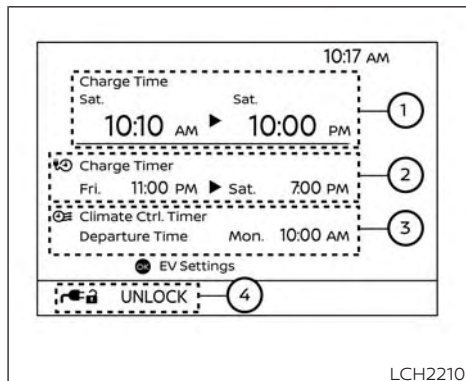 10:17 AM
Charge Time
Sat. Sat.
10:10 AM ▶ 10:00 PM
1
Charge Timer
Fri. 11:00 PM ▶ Sat. 7:00 PM
2
Climate Ctrl. Timer
Departure Time Mon. 10:00 AM
3
OK EV Settings
UNLOCK
4
LCH2210